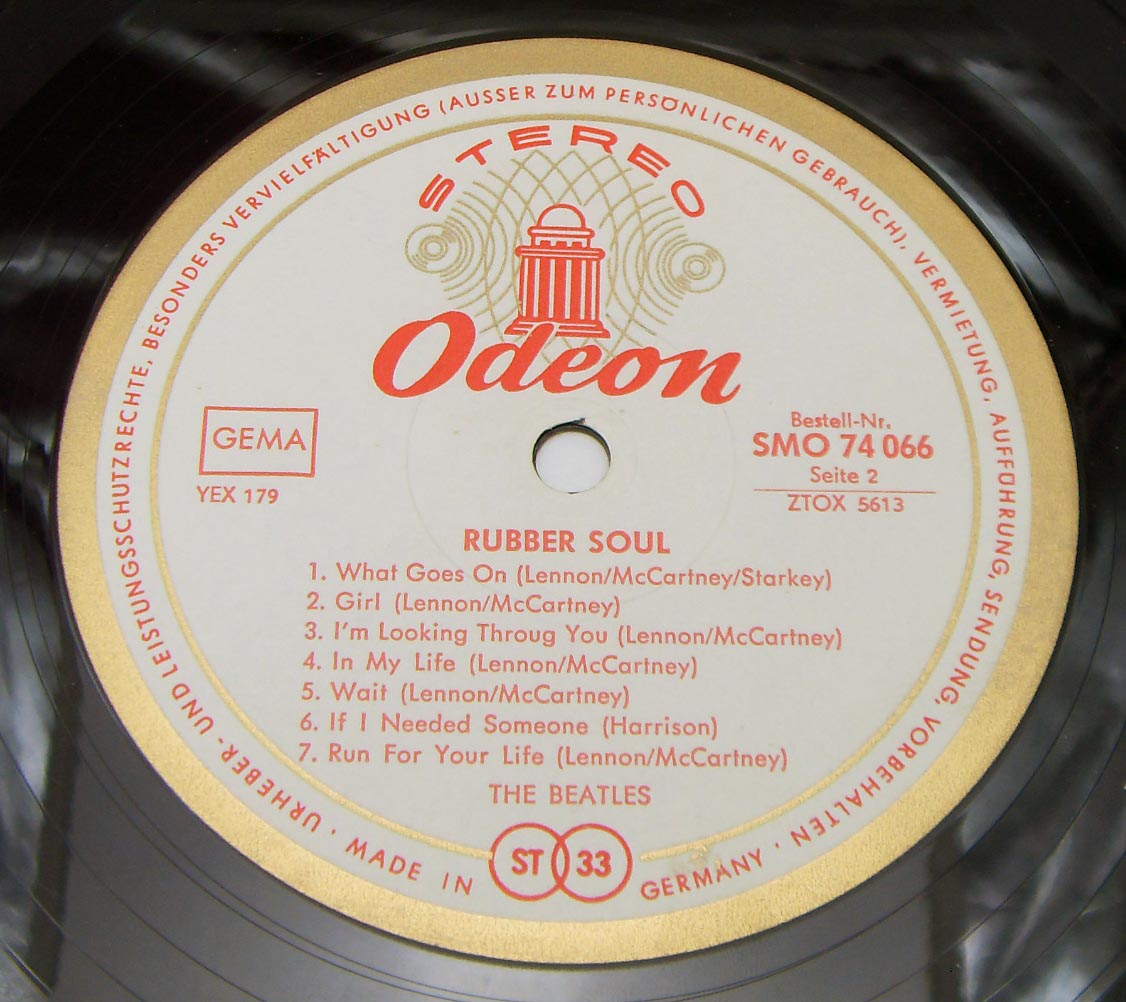 URHEBER- UND LEISTUNGSSCHUTZRECHTE, BESONDERS VERVIELFÄLTIGUNG (AUSSER ZUM PERSÖNLICHEN GEBRAUCH), VERMIETUNG, AUFFÜHRUNG, SENDUNG, VORBEHALTEN ·
STEREO
Odeon
GEMA
YEX 179
Bestell-Nr.
SMO 74 066
Seite 2
ZTOX 5613
RUBBER SOUL
1. What Goes On (Lennon/McCartney/Starkey)
2. Girl (Lennon/McCartney)
3. I'm Looking Throug You (Lennon/McCartney)
4. In My Life (Lennon/McCartney)
5. Wait (Lennon/McCartney)
6. If I Needed Someone (Harrison)
7. Run For Your Life (Lennon/McCartney)
THE BEATLES
ST 33
MADE IN GERMANY ·